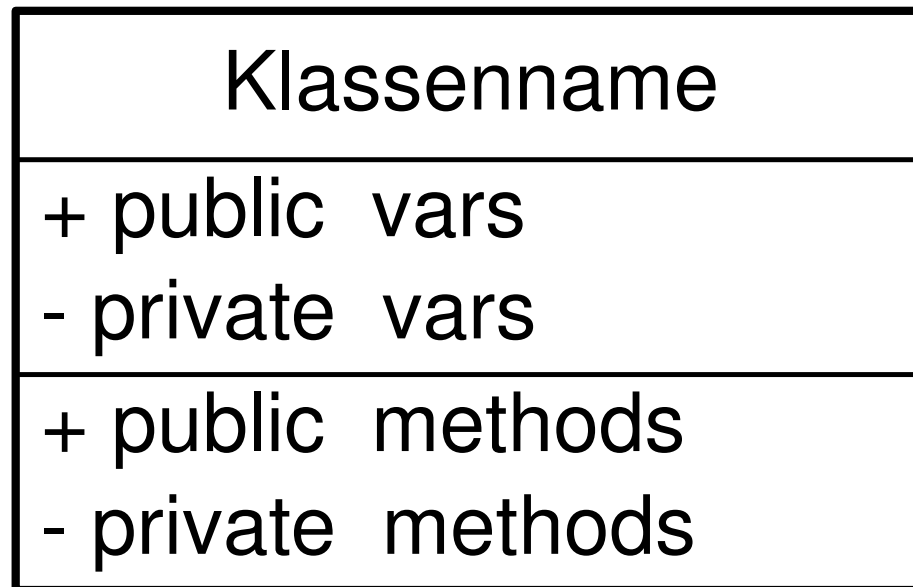 Klassenname
+ public vars
- private vars
+ public methods
- private methods